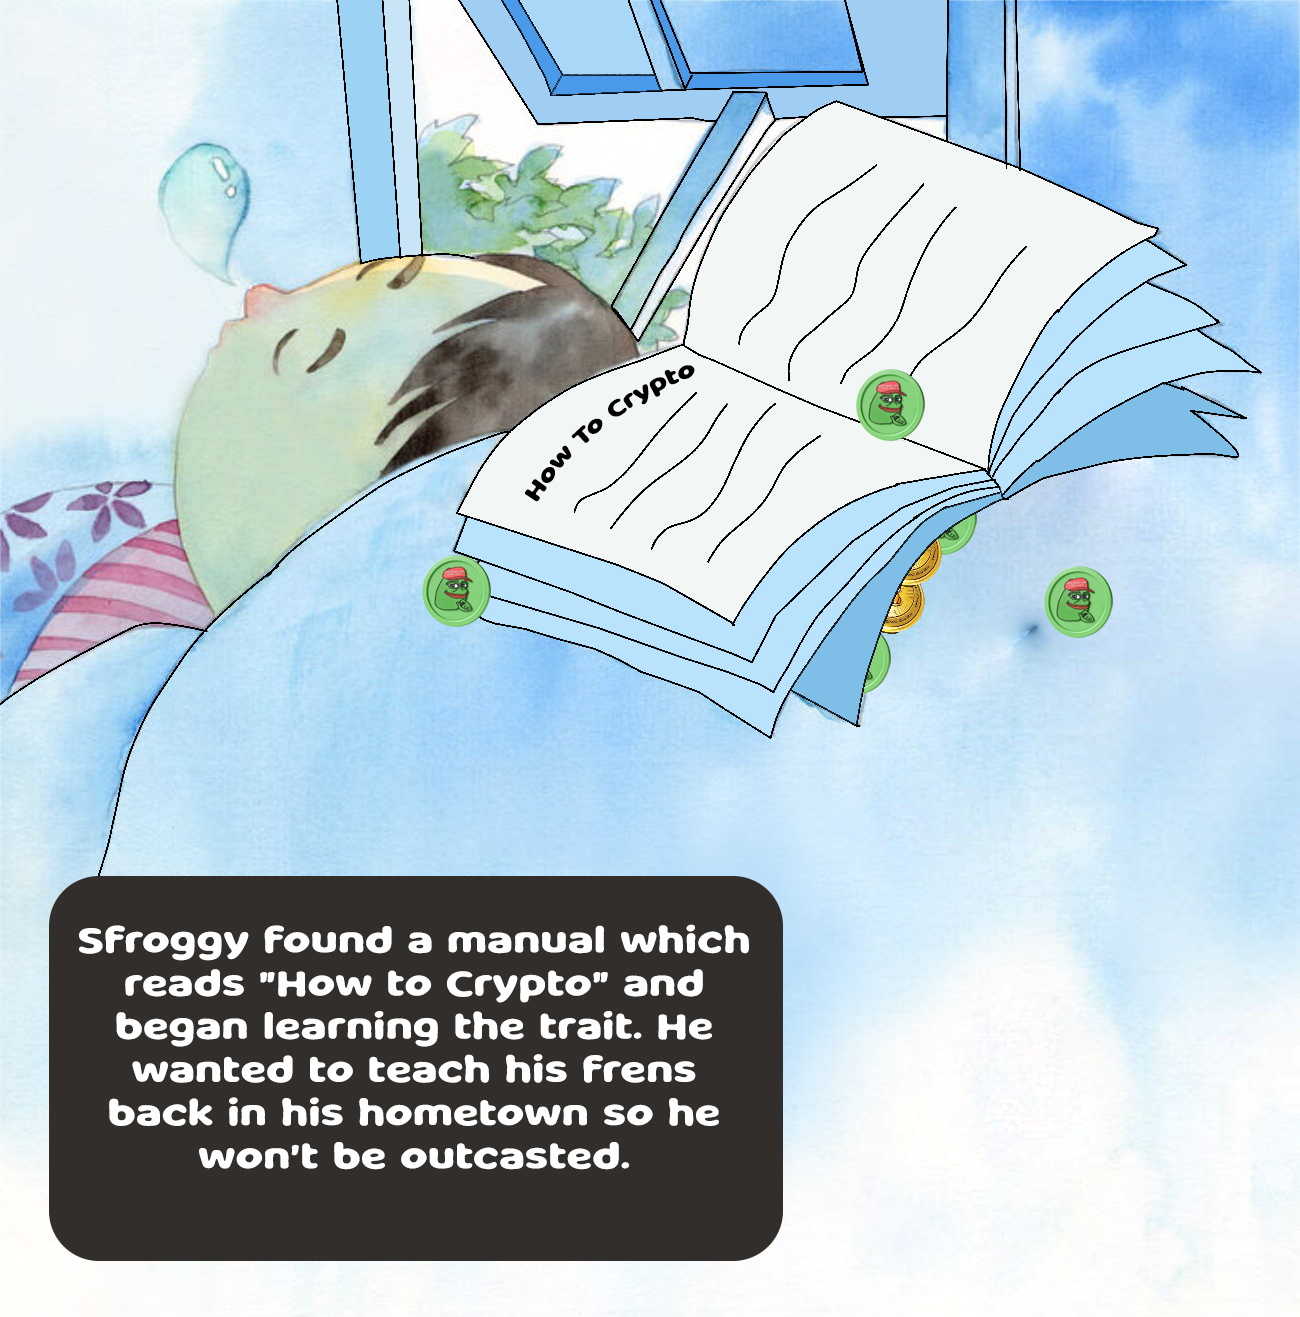 How To Crypto
Sfroggy found a manual which
reads "How to Crypto" and
began learning the trait. He
wanted to teach his frens
back in his hometown so he
won't be outcasted.